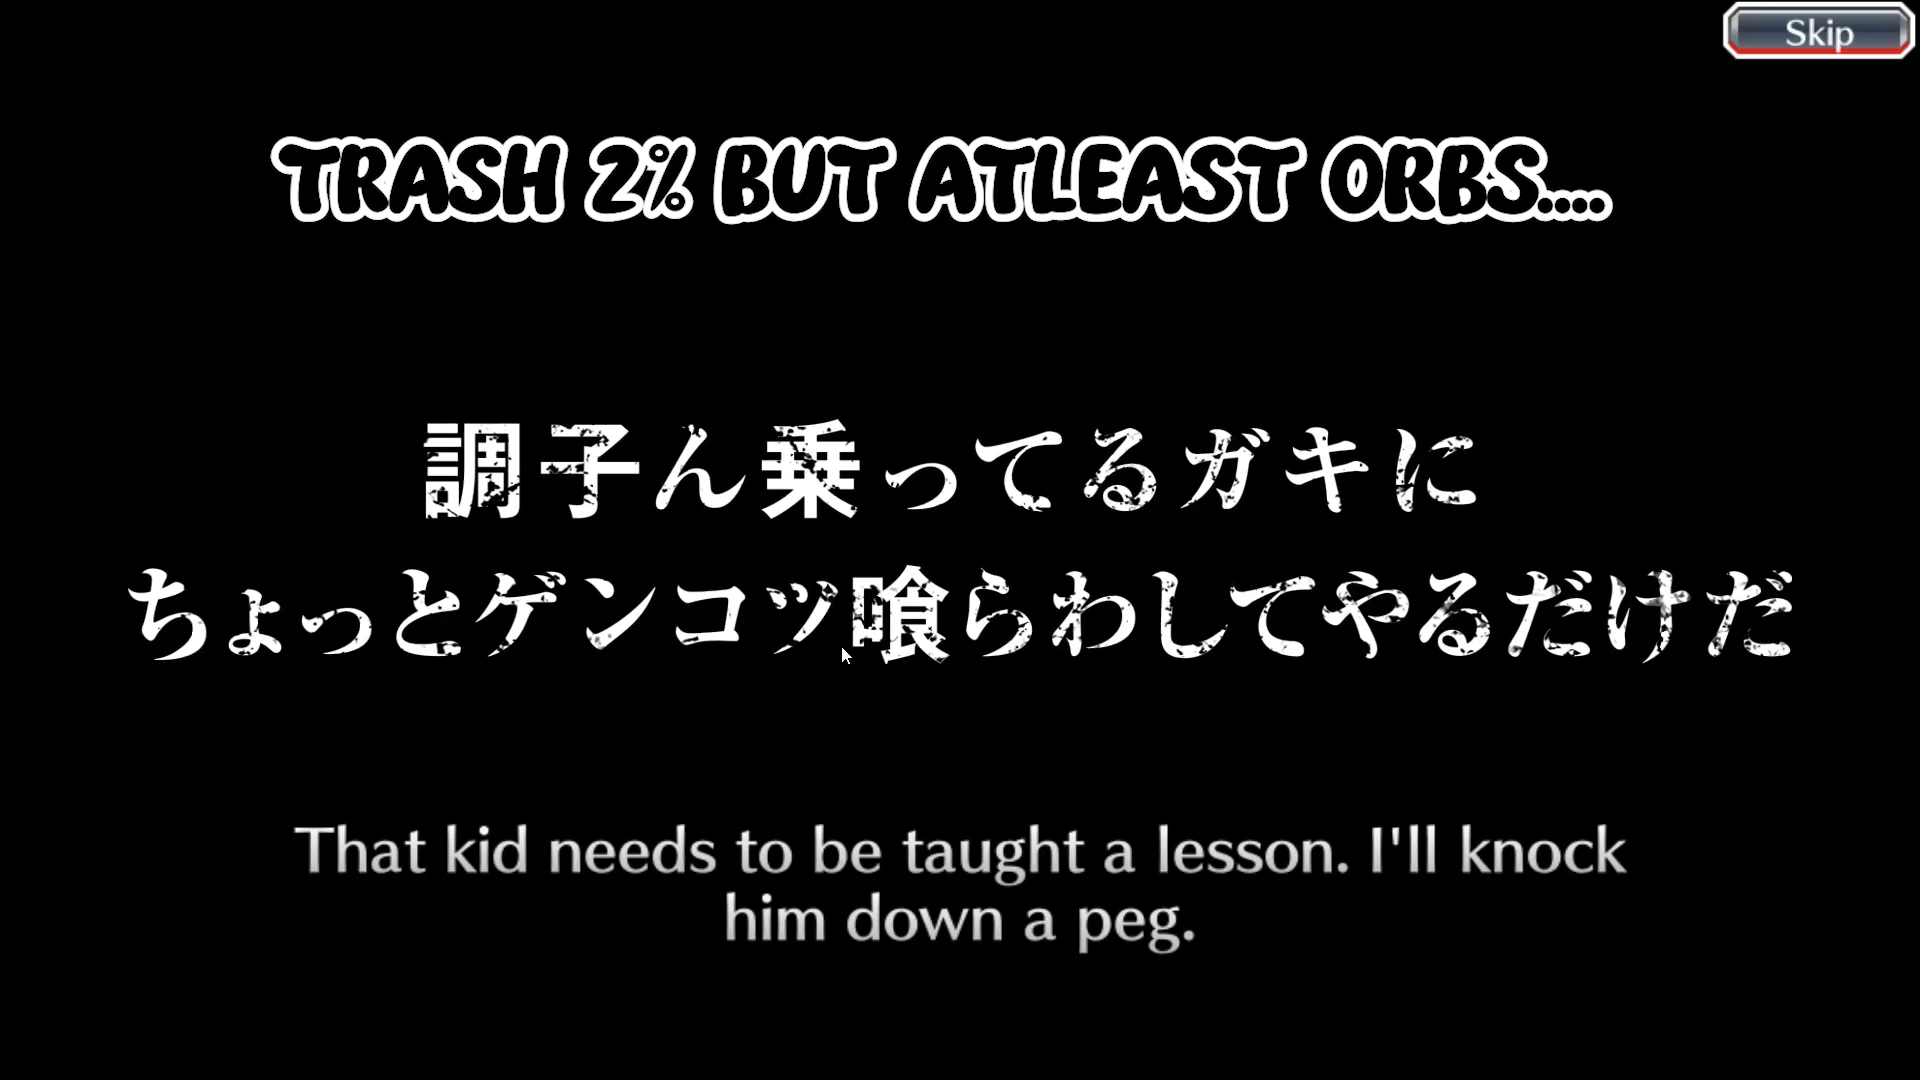 Skip
TRASH 2% BUT ATLEAST ORBS....
調子ん乗ってるガキに
ちょっとゲンコツ喰らわしてやるだけだ
That kid needs to be taught a lesson. I'll knock
him down a peg.